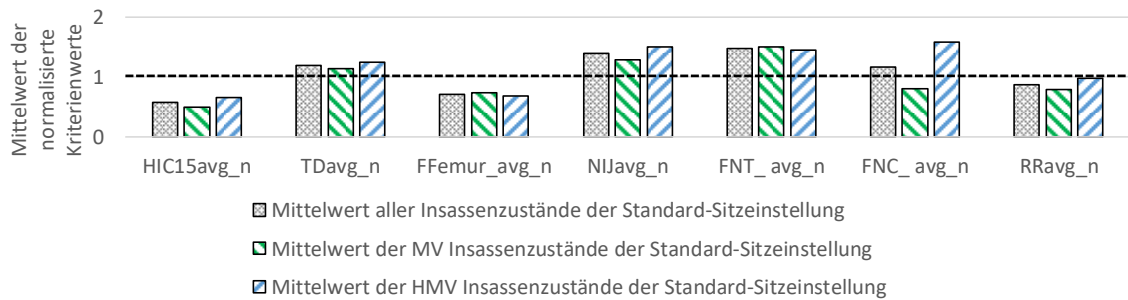 Mittelwert der
normalisierte
Kriterienwerte
2
1
0
HIC15avg_n TDavg_n FFemur_avg_n NIJavg_n FNT_ avg_n FNC_ avg_n RRavg_n
Mittelwert aller Insassenzustände der Standard-Sitzeinstellung
Mittelwert der MV Insassenzustände der Standard-Sitzeinstellung
Mittelwert der HMV Insassenzustände der Standard-Sitzeinstellung